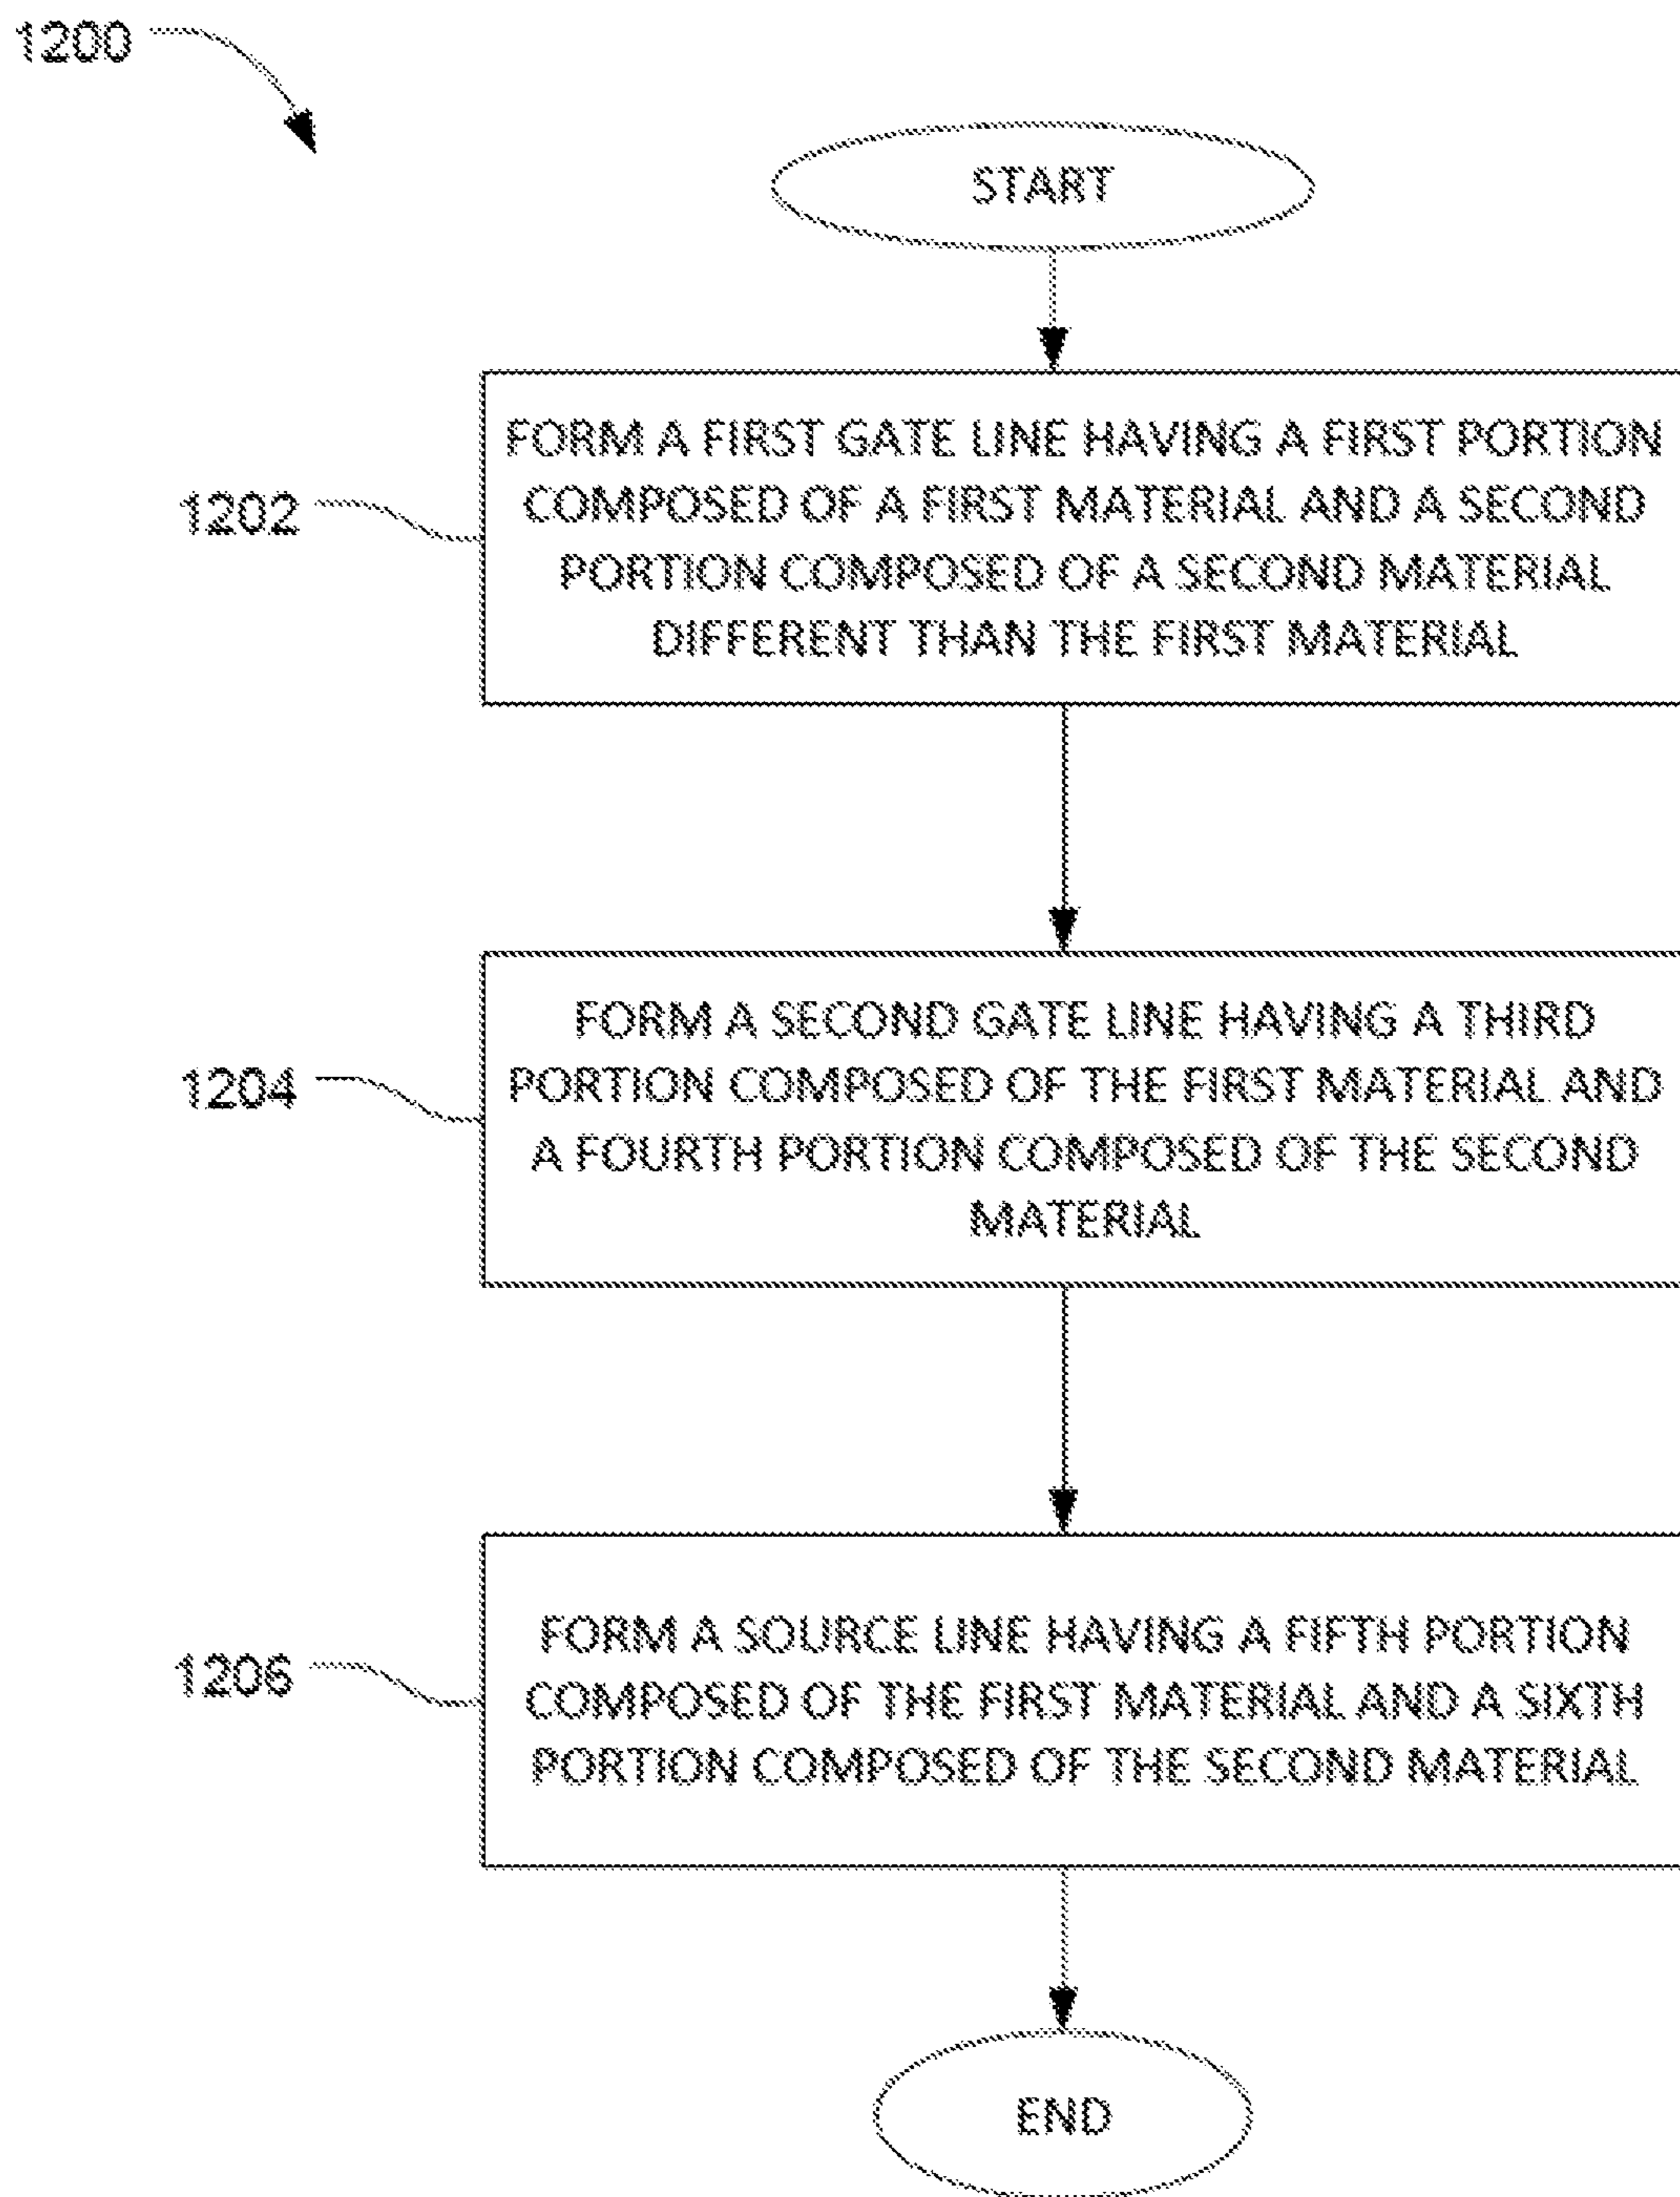 1200
START
1202
FORM A FIRST GATE LINE HAVING A FIRST PORTION
COMPOSED OF A FIRST MATERIAL AND A SECOND
PORTION COMPOSED OF A SECOND MATERIAL
DIFFERENT THAN THE FIRST MATERIAL
1204
FORM A SECOND GATE LINE HAVING A THIRD
PORTION COMPOSED OF THE FIRST MATERIAL AND
A FOURTH PORTION COMPOSED OF THE SECOND
MATERIAL
1206
FORM A SOURCE LINE HAVING A FIFTH PORTION
COMPOSED OF THE FIRST MATERIAL AND A SIXTH
PORTION COMPOSED OF THE SECOND MATERIAL
END